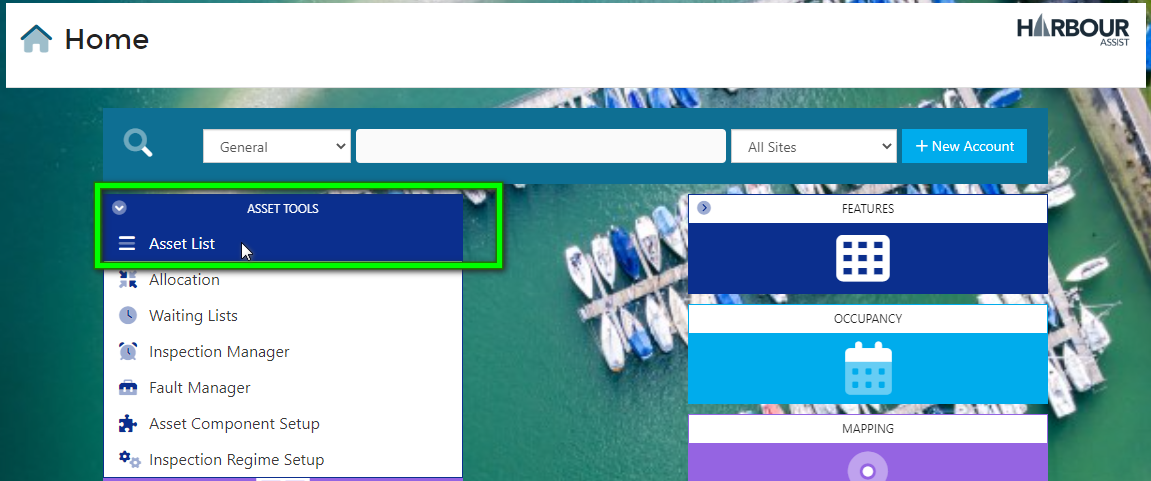 Home
HARBOUR
ASSIST
General
All Sites
+ New Account
ASSET TOOLS
Asset List
Allocation
Waiting Lists
Inspection Manager
Fault Manager
Asset Component Setup
Inspection Regime Setup
FEATURES
OCCUPANCY
MAPPING